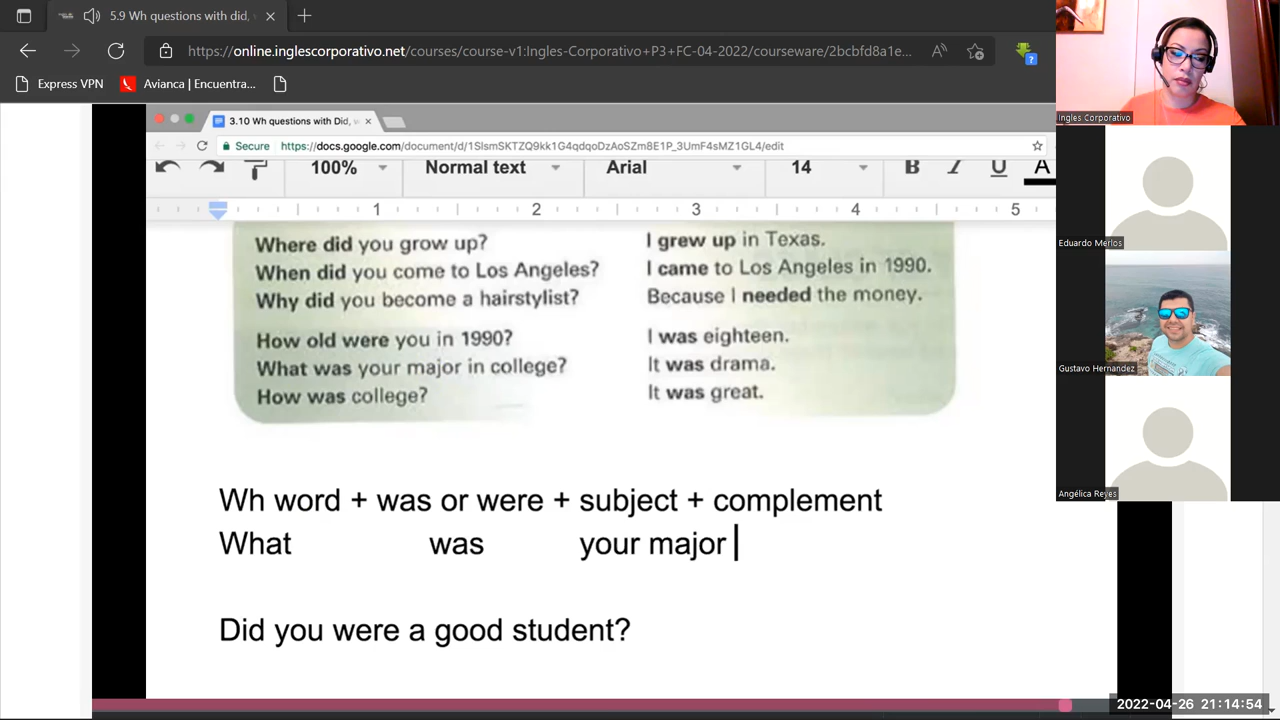 5.9 Wh questions with did,
https://online.inglescorporativo.net/courses/course-v1:Ingles-Corporativo+P3+FC-04-2022/courseware/2bcbfd8a1e...
Express VPN
Avianca | Encuentra...
3.10 Wh questions with Did, 
Secure
https://docs.google.com/document/d/1SlsmSKTZQ9kk1G4qdqoDzAoSZm8E1P_3UmF4sMZ1GL4/edit
100% Normal text Arial 14 B I U A
1 2 3 4 5
Where did you grow up? I grew up in Texas.
When did you come to Los Angeles? I came to Los Angeles in 1990.
Why did you become a hairstylist? Because I needed the money.
How old were you in 1990? I was eighteen.
What was your major in college? It was drama.
How was college? It was great.
Wh word + was or were + subject + complement
What was your major
Did you were a good student?
Ingles Corporativo
Eduardo Merlos
Gustavo Hernandez
Angélica Reyes
2022-04-26 21:14:54